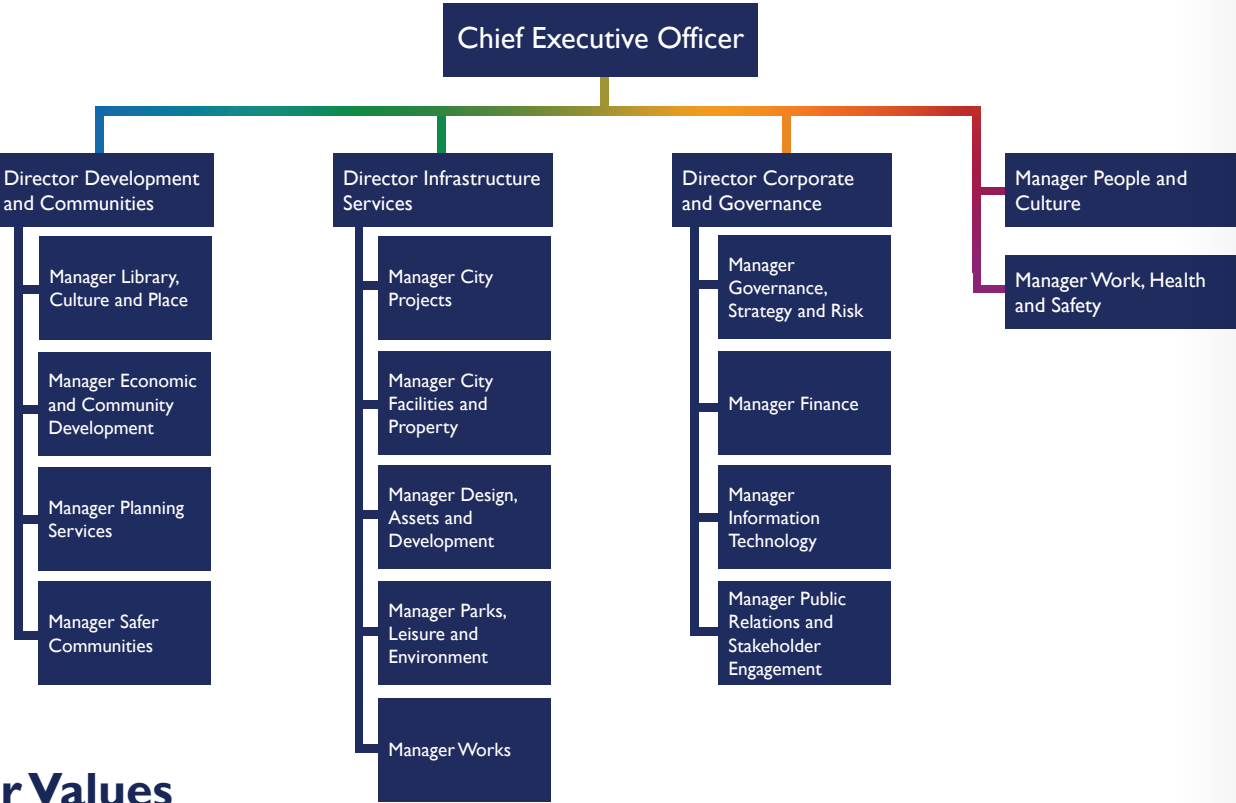 Chief Executive Officer
Director Development
and Communities
Manager Library,
Culture and Place
Manager Economic
and Community
Development
Manager Planning
Services
Manager Safer
Communities
Director Infrastructure
Services
Manager City
Projects
Manager City
Facilities and
Property
Manager Design,
Assets and
Development
Manager Parks,
Leisure and
Environment
Manager Works
Director Corporate
and Governance
Manager
Governance,
Strategy and Risk
Manager Finance
Manager
Information
Technology
Manager Public
Relations and
Stakeholder
Engagement
Manager People and
Culture
Manager Work, Health
and Safety
r Values